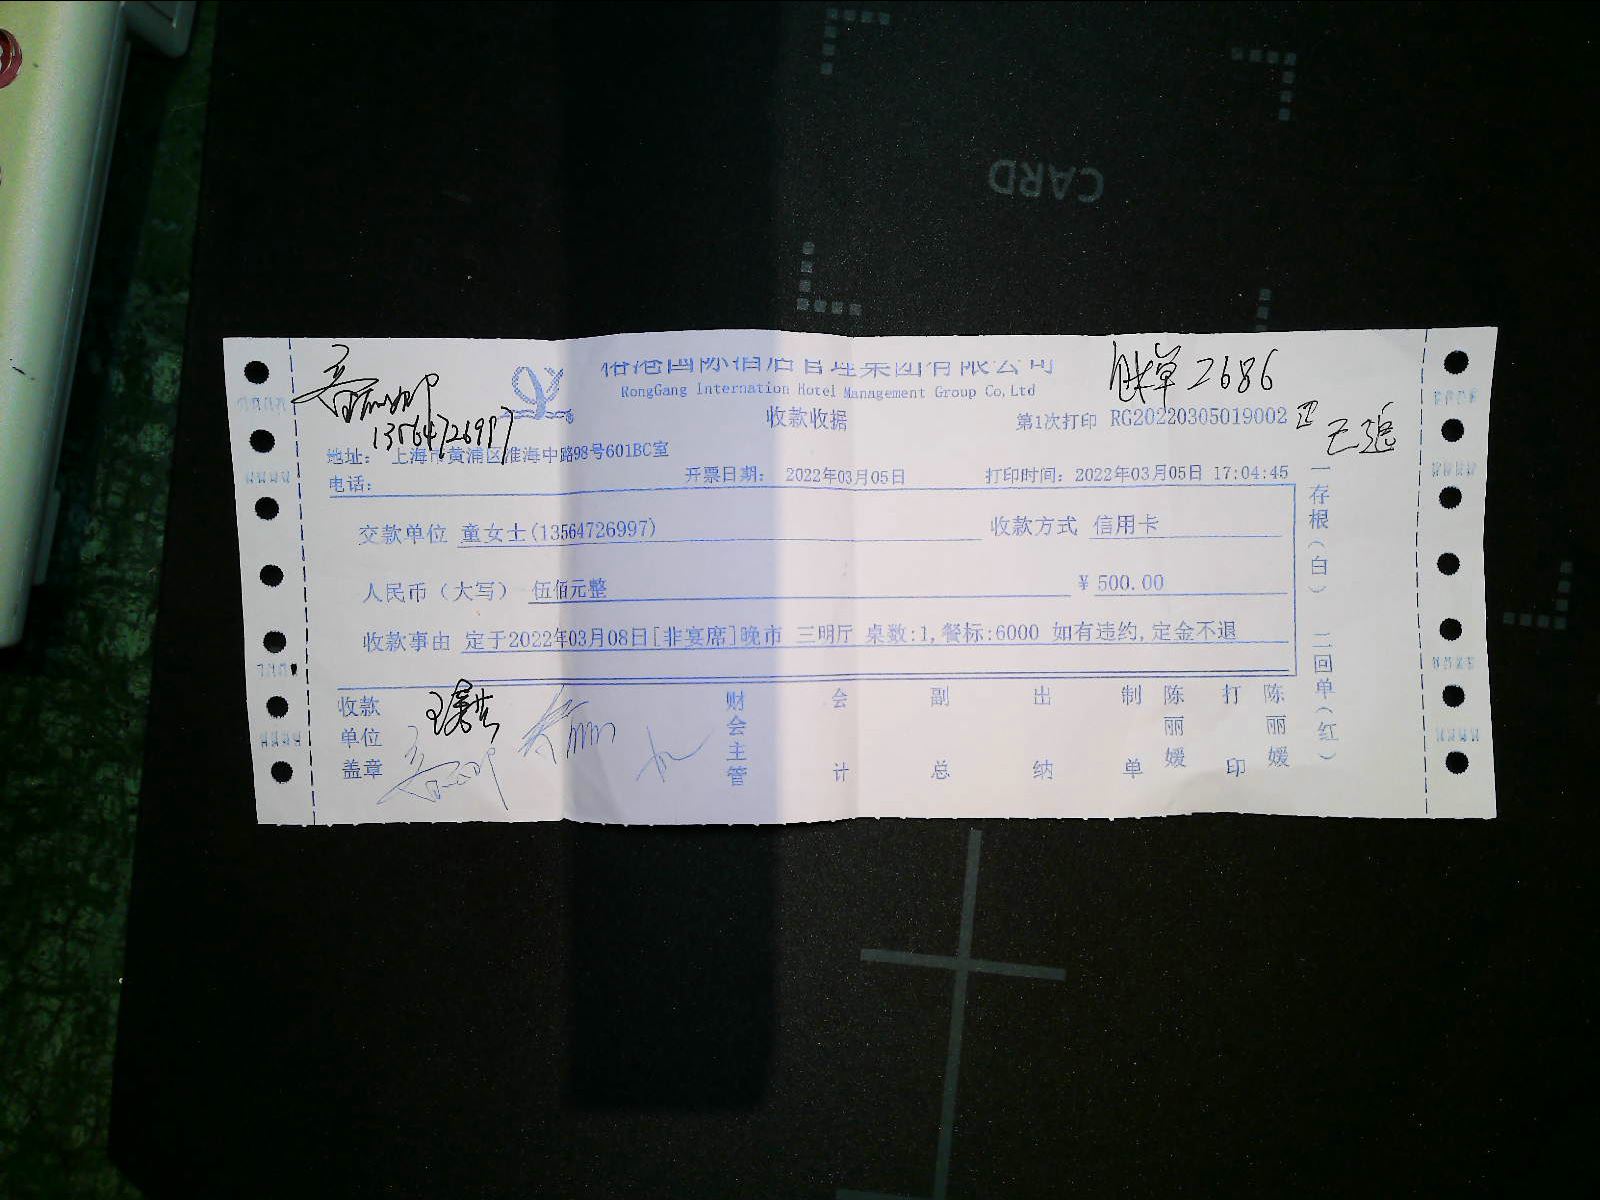 CARD
国际酒店管理集团有限公司
账单2686
RongGang Internation Hotel Management Group Co,Ltd
收款收据
第1次打印 RG20220305019002
13564726997
地址： 上海市黄浦区淮海中路98号601BC室
电话：
开票日期： 2022年03月05日
打印时间：2022年03月05日 17:04:45
交款单位 童女士(13564726997)
收款方式 信用卡
人民币（大写） 伍佰元整
￥500.00
收款事由 定于2022年03月08日[非宴席]晚市 三明厅 桌数:1,餐标:6000 如有违约,定金不退
收款单位盖章
财会主管
会计
副总
出纳
制单
陈丽媛
打印
陈丽媛
一存根（白） 二回单（红）